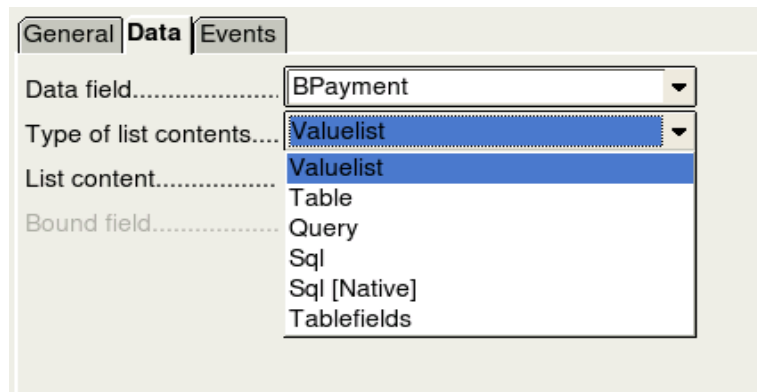 General Data Events
Data field..................... BPayment
Type of list contents.... Valuelist
Valuelist
List content.................
Table
Bound field................... Query
Sql
Sql [Native]
Tablefields